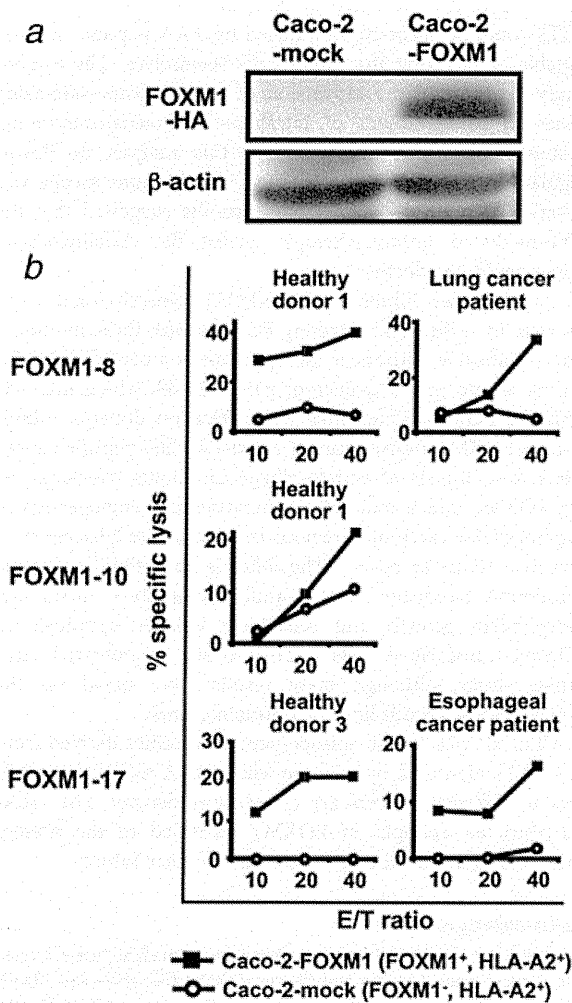 a
Caco-2 Caco-2
-mock -FOXM1
FOXM1
-HA
β-actin
b
Healthy
donor 1
Lung cancer
patient
FOXM1-8
40
20
0
10 20 40
40
20
0
10 20 40
Healthy
donor 1
FOXM1-10
20
10
0
10 20 40
% specific lysis
Healthy
donor 3
Esophageal
cancer patient
FOXM1-17
30
20
10
0
10 20 40
20
10
0
10 20 40
E/T ratio
Caco-2-FOXM1 (FOXM1⁺, HLA-A2⁺)
Caco-2-mock (FOXM1⁻, HLA-A2⁺)